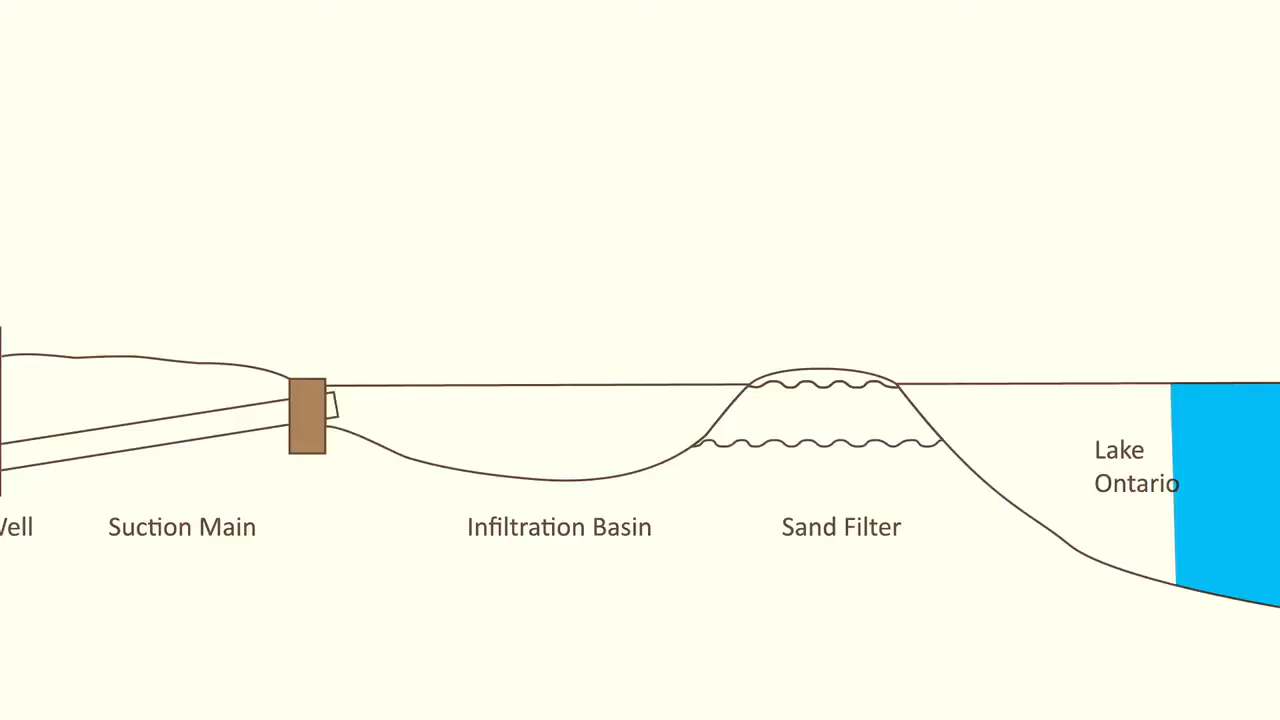 Lake
Ontario
Suction Main
Infiltration Basin
Sand Filter